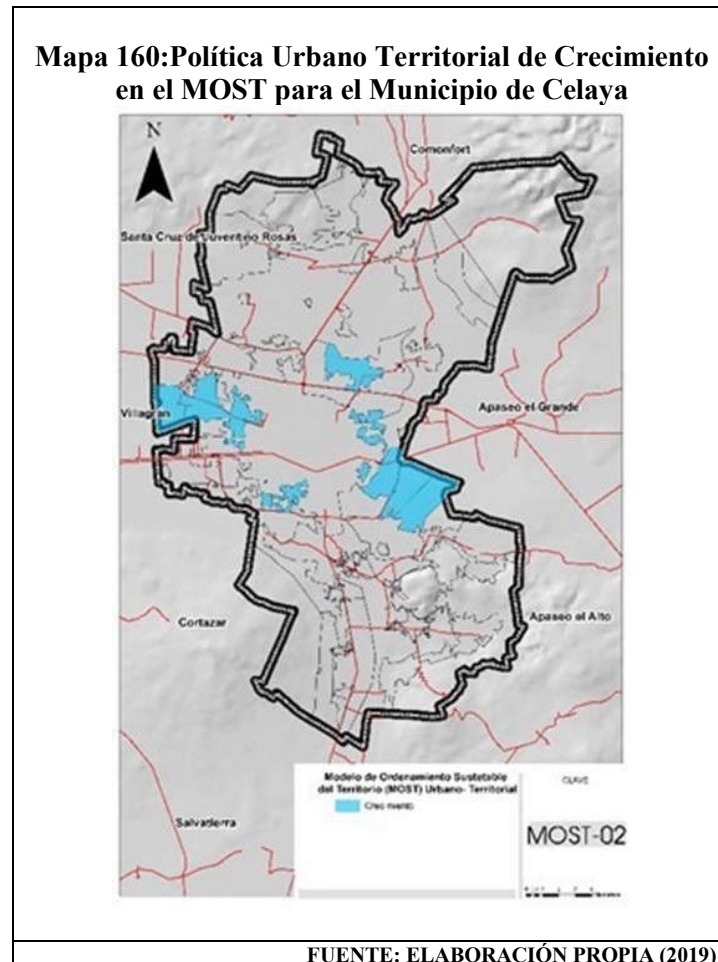 Mapa 160:Política Urbano Territorial de Crecimiento
en el MOST para el Municipio de Celaya
N
Comonfort
Santa Cruz de Juventino Rosas
Villagran
Apaseo el Grande
Cortazar
Apaseo el Alto
Salvatierra
Modelo de Ordenamiento Sustetable
del Territorio (MOST) Urbano- Territorial
Crecimiento
CLAVE
MOST-02
FUENTE: ELABORACIÓN PROPIA (2019)